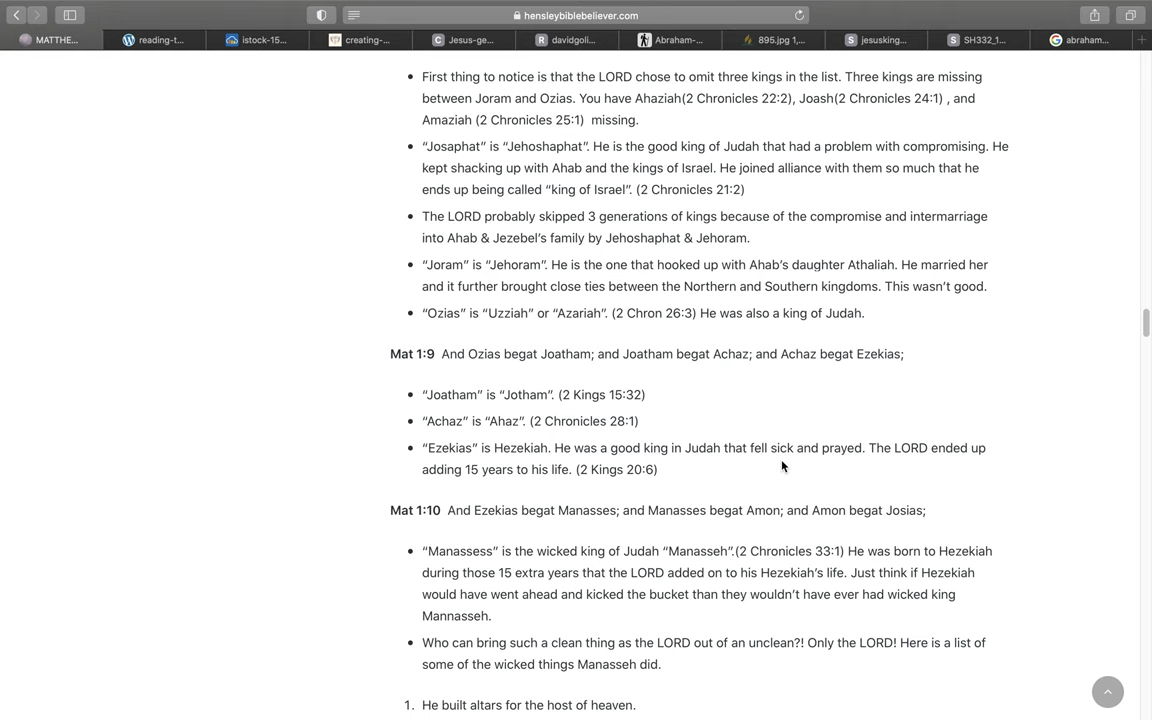 hensleybiblebeliever.com
MATTHE...
reading-t...
istock-15...
creating-...
Jesus-ge...
davidgoli...
Abraham-...
895.jpg 1,...
jesusking...
SH332_1...
abraham...
• First thing to notice is that the LORD chose to omit three kings in the list. Three kings are missing
between Joram and Ozias. You have Ahaziah(2 Chronicles 22:2), Joash(2 Chronicles 24:1) , and
Amaziah (2 Chronicles 25:1)  missing.
• “Josaphat” is “Jehoshaphat”. He is the good king of Judah that had a problem with compromising. He
kept shacking up with Ahab and the kings of Israel. He joined alliance with them so much that he
ends up being called “king of Israel”. (2 Chronicles 21:2)
• The LORD probably skipped 3 generations of kings because of the compromise and intermarriage
into Ahab & Jezebel’s family by Jehoshaphat & Jehoram.
• “Joram” is “Jehoram”. He is the one that hooked up with Ahab’s daughter Athaliah. He married her
and it further brought close ties between the Northern and Southern kingdoms. This wasn’t good.
• “Ozias” is “Uzziah” or “Azariah”. (2 Chron 26:3) He was also a king of Judah.
Mat 1:9  And Ozias begat Joatham; and Joatham begat Achaz; and Achaz begat Ezekias;
• “Joatham” is “Jotham”. (2 Kings 15:32)
• “Achaz” is “Ahaz”. (2 Chronicles 28:1)
• “Ezekias” is Hezekiah. He was a good king in Judah that fell sick and prayed. The LORD ended up
adding 15 years to his life. (2 Kings 20:6)
Mat 1:10  And Ezekias begat Manasses; and Manasses begat Amon; and Amon begat Josias;
• “Manassess” is the wicked king of Judah “Manasseh”.(2 Chronicles 33:1) He was born to Hezekiah
during those 15 extra years that the LORD added on to his Hezekiah’s life. Just think if Hezekiah
would have went ahead and kicked the bucket than they wouldn’t have ever had wicked king
Mannasseh.
• Who can bring such a clean thing as the LORD out of an unclean?! Only the LORD! Here is a list of
some of the wicked things Manasseh did.
1. He built altars for the host of heaven.